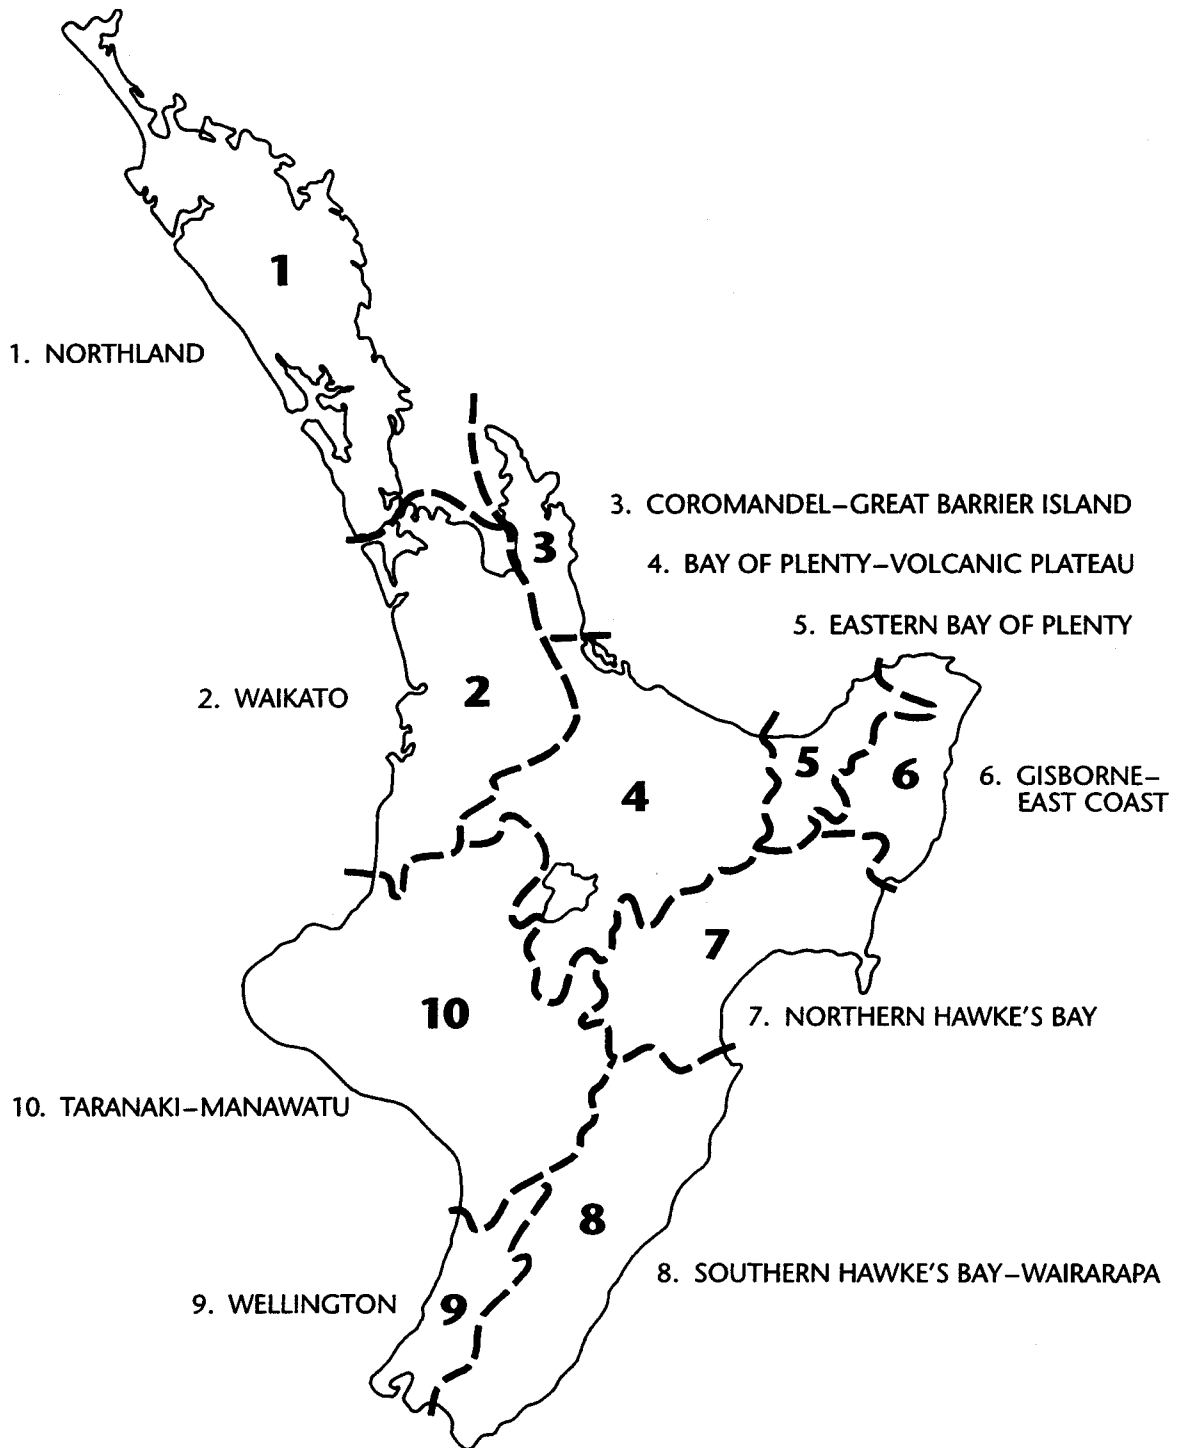 1
1. NORTHLAND
3. COROMANDEL–GREAT BARRIER ISLAND
3
4. BAY OF PLENTY–VOLCANIC PLATEAU
5. EASTERN BAY OF PLENTY
2
2. WAIKATO
5
6
4
6. GISBORNE–
EAST COAST
7
10
7. NORTHERN HAWKE'S BAY
10. TARANAKI–MANAWATU
8
8. SOUTHERN HAWKE'S BAY–WAIRARAPA
9. WELLINGTON
9